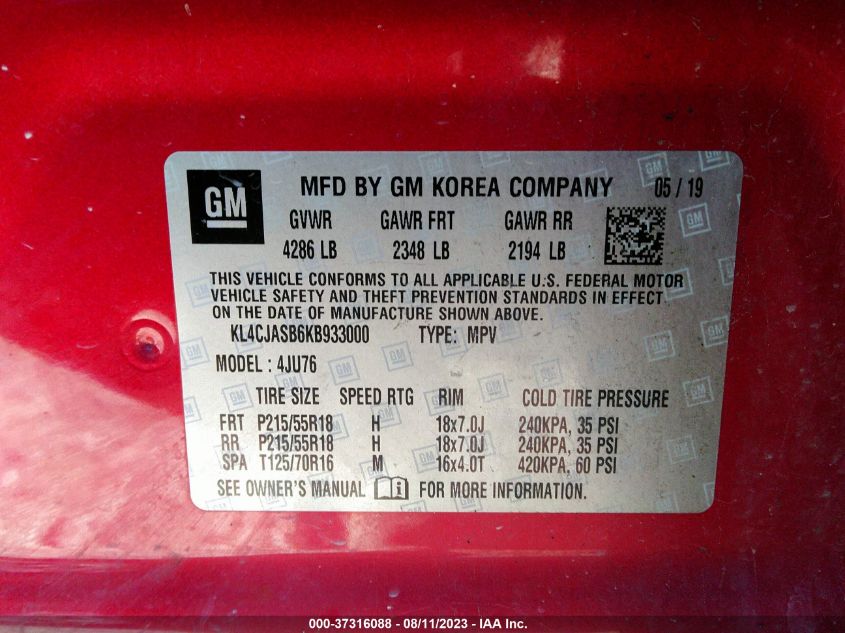 GM MFD BY GM KOREA COMPANY 05 / 19
GVWR GAWR FRT GAWR RR
4286 LB 2348 LB 2194 LB
THIS VEHICLE CONFORMS TO ALL APPLICABLE U.S. FEDERAL MOTOR
VEHICLE SAFETY AND THEFT PREVENTION STANDARDS IN EFFECT
ON THE DATE OF MANUFACTURE SHOWN ABOVE.
KL4CJASB6KB933000 TYPE: MPV
MODEL : 4JU76
TIRE SIZE SPEED RTG RIM COLD TIRE PRESSURE
FRT P215/55R18 H 18x7.0J 240KPA, 35 PSI
RR P215/55R18 H 18x7.0J 240KPA, 35 PSI
SPA T125/70R16 M 16x4.0T 420KPA, 60 PSI
SEE OWNER'S MANUAL FOR MORE INFORMATION.
000-37316088 - 08/11/2023 - IAA Inc.